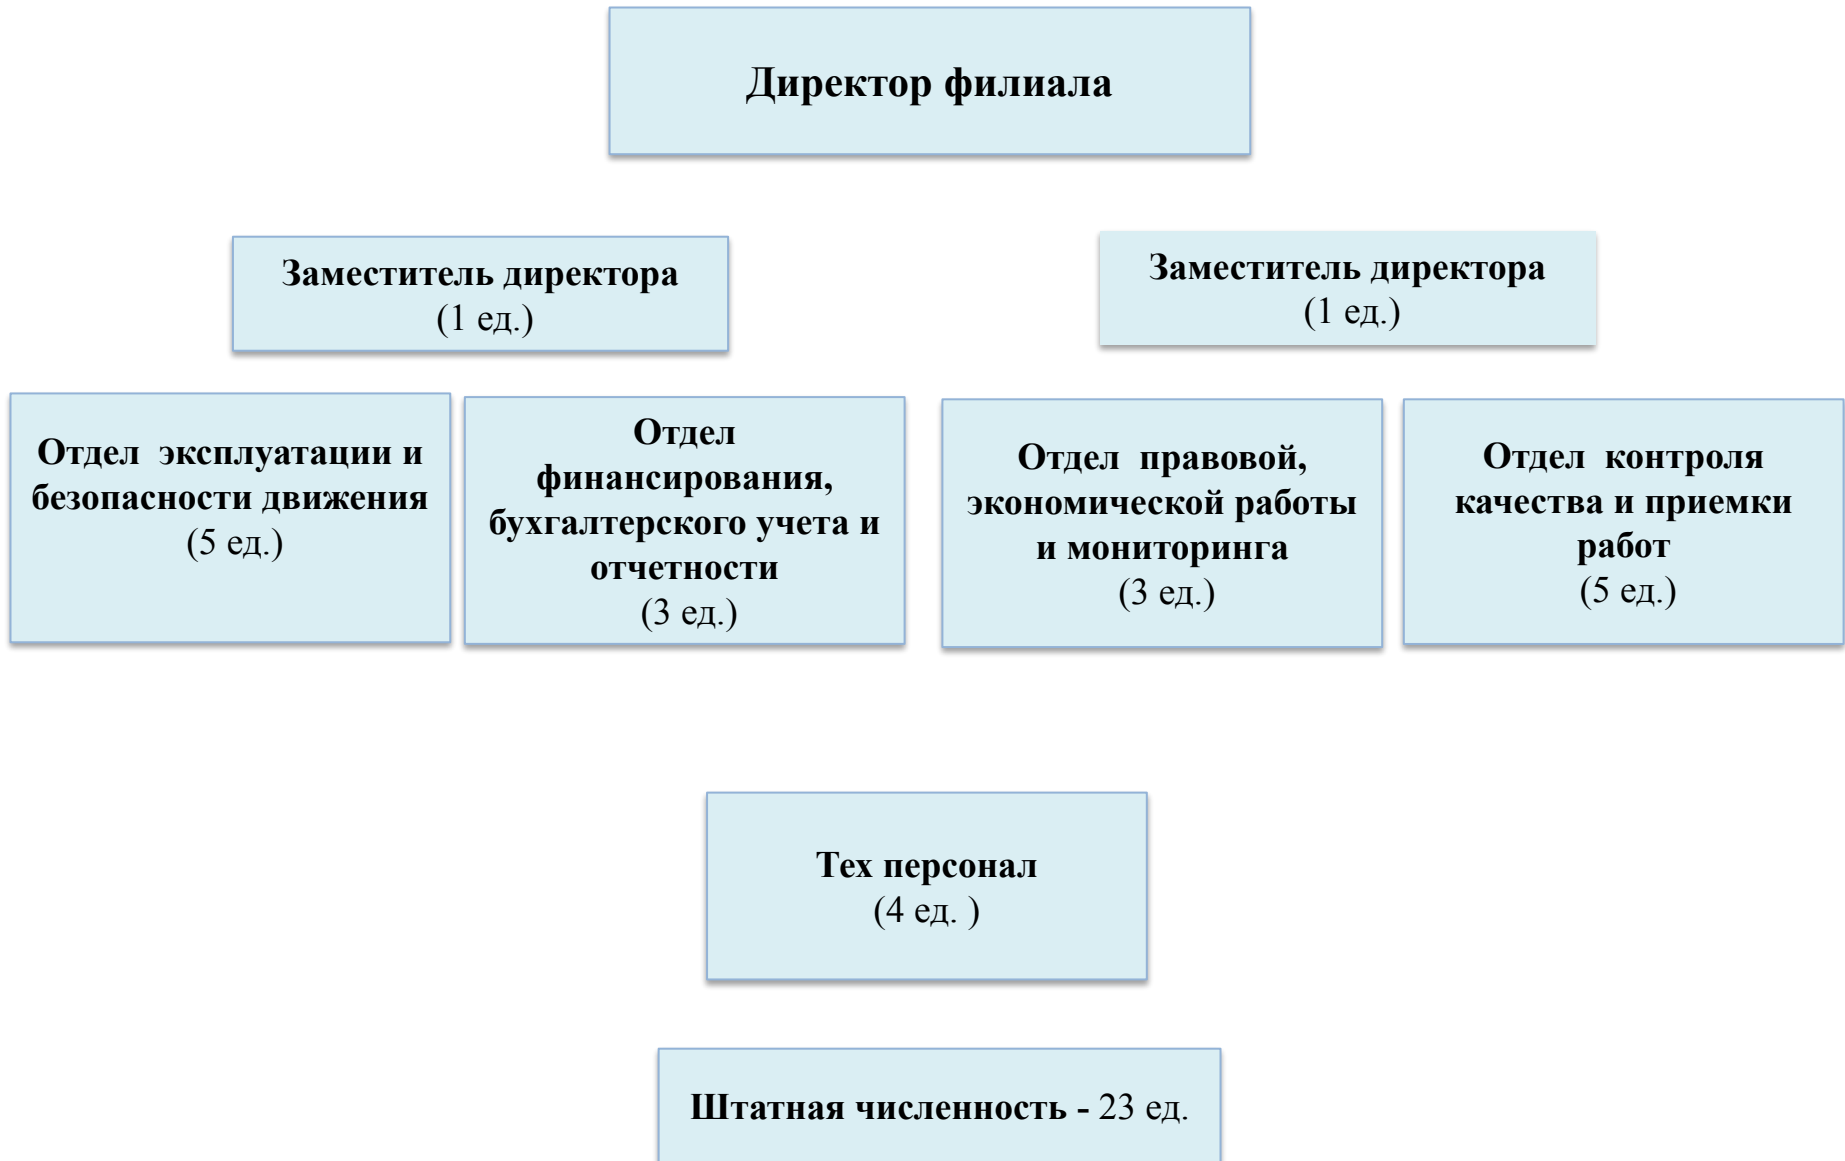 Директор филиала
Заместитель директора
(1 ед.)
Заместитель директора
(1 ед.)
Отдел  эксплуатации и
безопасности движения
(5 ед.)
Отдел
финансирования,
бухгалтерского учета и
отчетности
(3 ед.)
Отдел  правовой,
экономической работы
и мониторинга
(3 ед.)
Отдел  контроля
качества и приемки
работ
(5 ед.)
Тех персонал
(4 ед. )
Штатная численность - 23 ед.